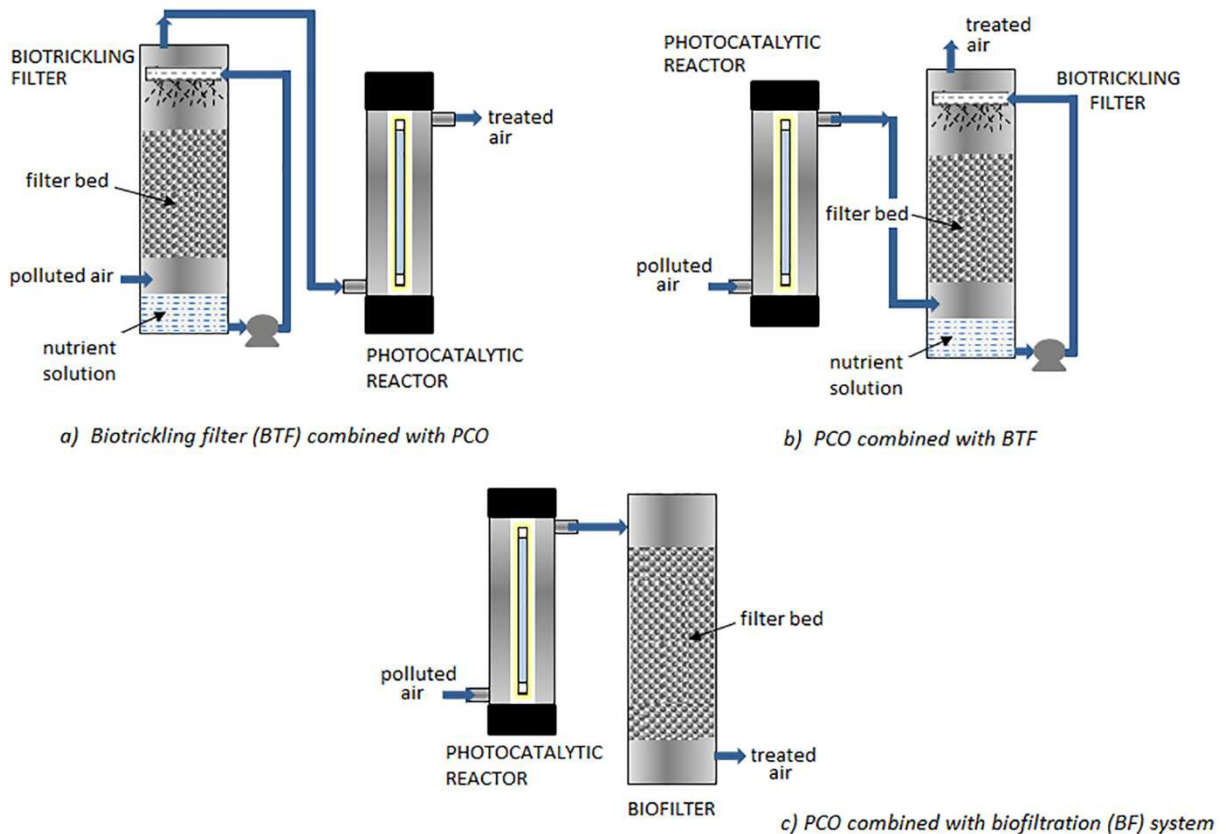 BIOTRICKLING
FILTER
filter bed
polluted air
nutrient
solution
treated
air
PHOTOCATALYTIC
REACTOR
a) Biotrickling filter (BTF) combined with PCO
PHOTOCATALYTIC
REACTOR
polluted
air
treated
air
BIOTRICKLING
FILTER
filter bed
nutrient
solution
b) PCO combined with BTF
polluted
air
PHOTOCATALYTIC
REACTOR
filter bed
treated
air
BIOFILTER
c) PCO combined with biofiltration (BF) system